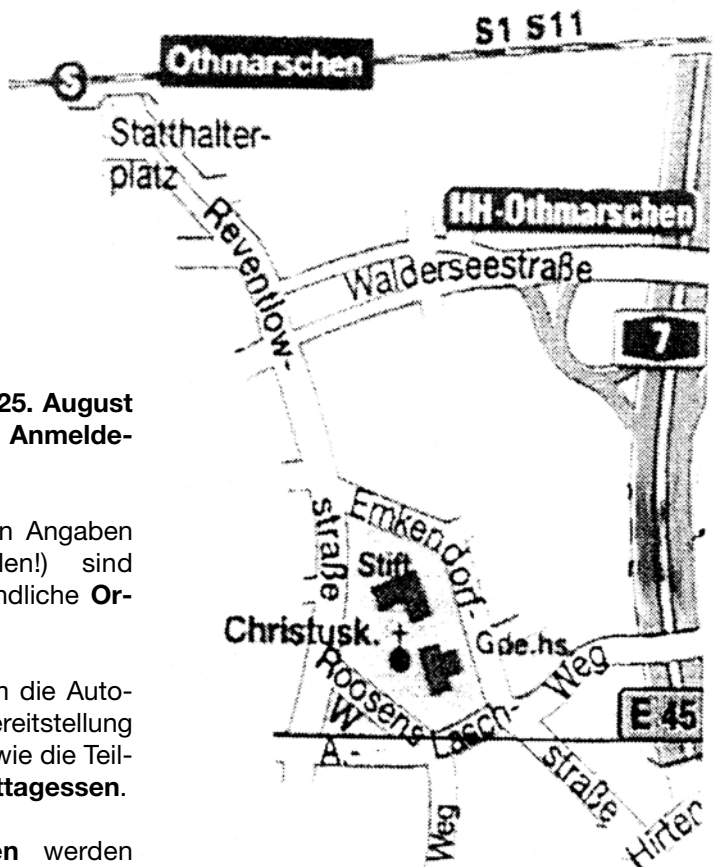 S1 S11
Othmarschen
S
Statthalter-
platz
HH-Othmarschen
Reventlow-
straße
Walderseestraße
7
25. August
Anmelde-
n Angaben
len!) sind
ndliche Or-
Emkendorf-
straße
Stift
Christusk.
Gde.hs.
Roosens
W
Lasch-
Weg
E 45
A.-
Weg
Hirten
n die Auto-
ereitstellung
wie die Teil-
ttagessen.
en werden